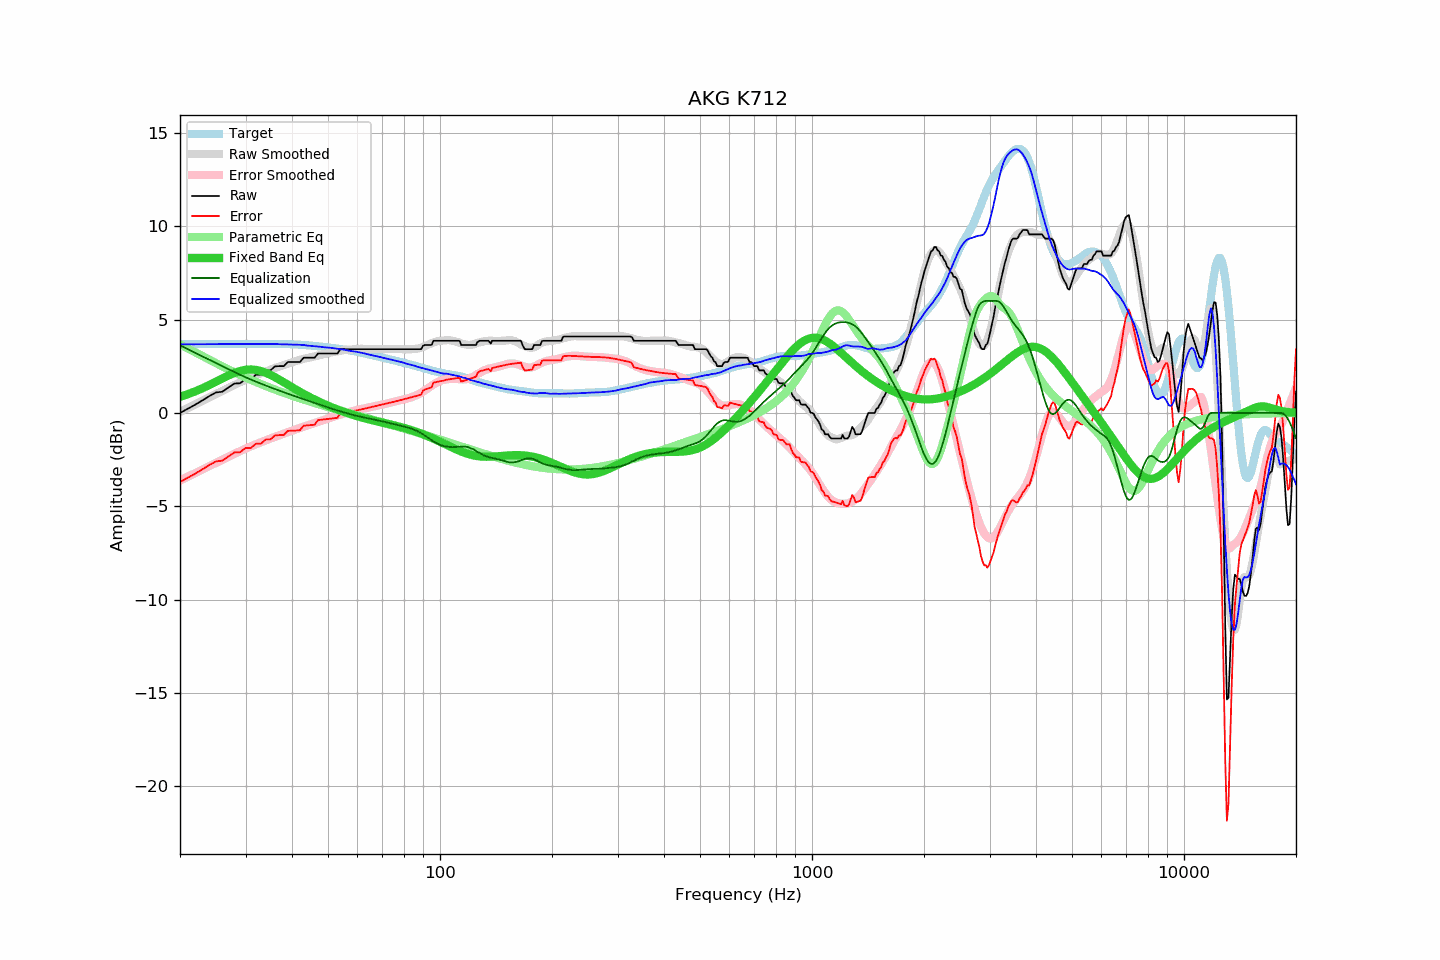 AKG K712
Target
Raw Smoothed
Error Smoothed
Raw
Error
Parametric Eq
Fixed Band Eq
Equalization
Equalized smoothed
15
10
5
0
−5
−10
−15
−20
Amplitude (dBr)
100 1000 10000
Frequency (Hz)